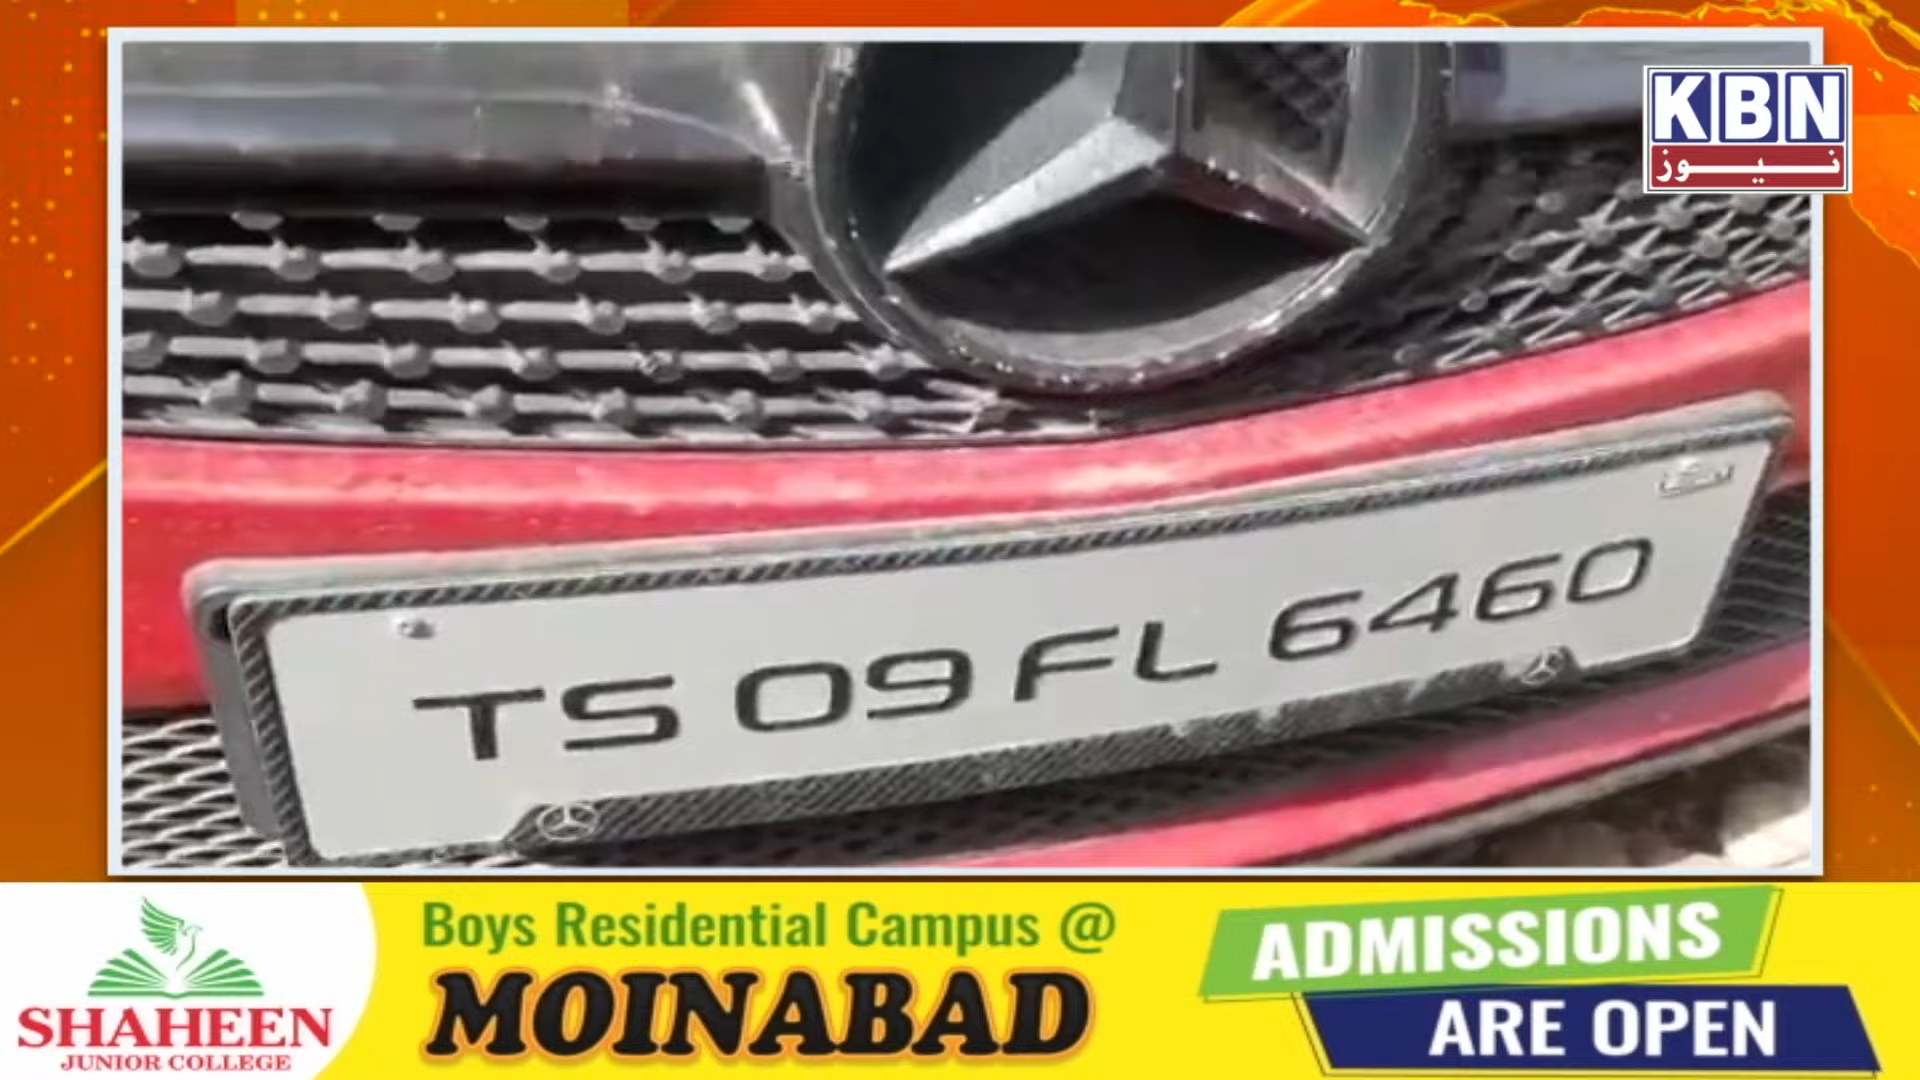 KBN
نیوز
TS 09 FL 6460
Boys Residential Campus @
MOINABAD
SHAHEEN
JUNIOR COLLEGE
ADMISSIONS
ARE OPEN